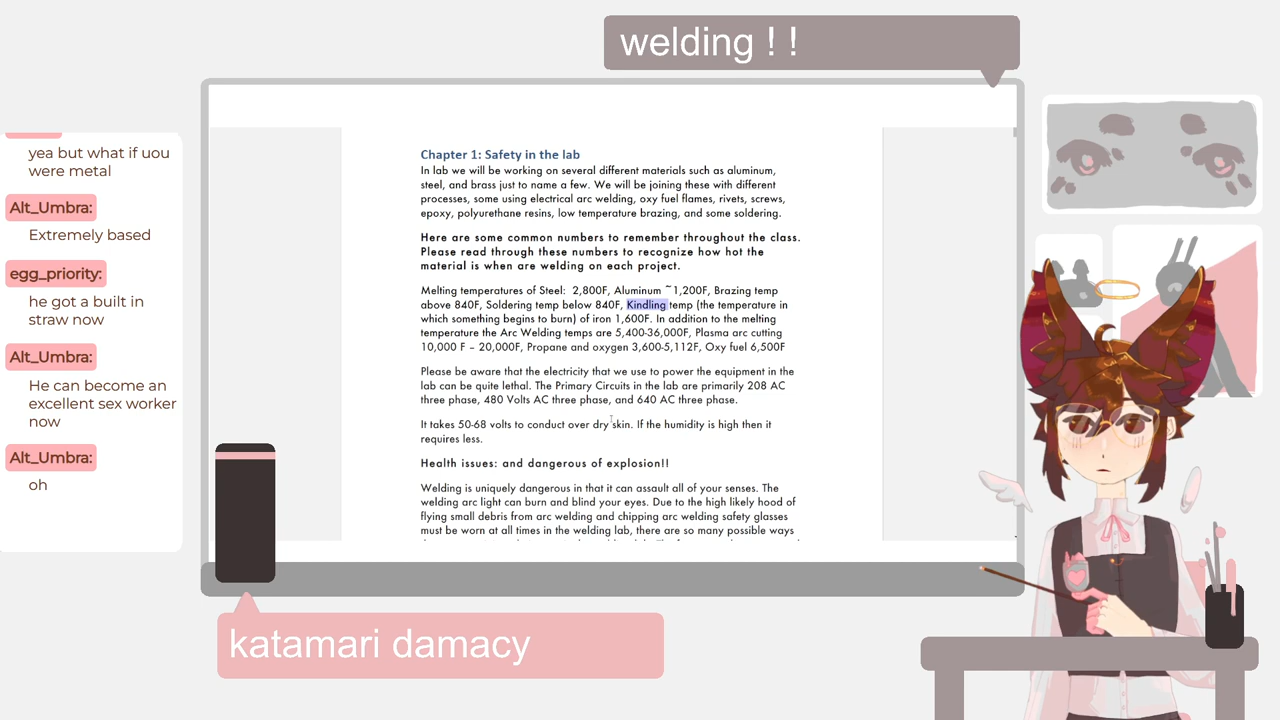 welding ! !
yea but what if uou
were metal
Alt_Umbra:
Extremely based
egg_priority:
he got a built in
straw now
Alt_Umbra:
He can become an
excellent sex worker
now
Alt_Umbra:
oh
Chapter 1: Safety in the lab
In lab we will be working on several different materials such as aluminum,
steel, and brass just to name a few. We will be joining these with different
processes, some using electrical arc welding, oxy fuel flames, rivets, screws,
epoxy, polyurethane resins, low temperature brazing, and some soldering.
Here are some common numbers to remember throughout the class.
Please read through these numbers to recognize how hot the
material is when are welding on each project.
Melting temperatures of Steel:  2,800F, Aluminum ~1,200F, Brazing temp
above 840F, Soldering temp below 840F, Kindling temp (the temperature in
which something begins to burn) of iron 1,600F. In addition to the melting
temperature the Arc Welding temps are 5,400-36,000F, Plasma arc cutting
10,000 F – 20,000F, Propane and oxygen 3,600-5,112F, Oxy fuel 6,500F
Please be aware that the electricity that we use to power the equipment in the
lab can be quite lethal. The Primary Circuits in the lab are primarily 208 AC
three phase, 480 Volts AC three phase, and 640 AC three phase.
It takes 50-68 volts to conduct over dry skin. If the humidity is high then it
requires less.
Health issues: and dangerous of explosion!!
Welding is uniquely dangerous in that it can assault all of your senses. The
welding arc light can burn and blind your eyes. Due to the high likely hood of
flying small debris from arc welding and chipping arc welding safety glasses
must be worn at all times in the welding lab, there are so many possible ways
katamari damacy